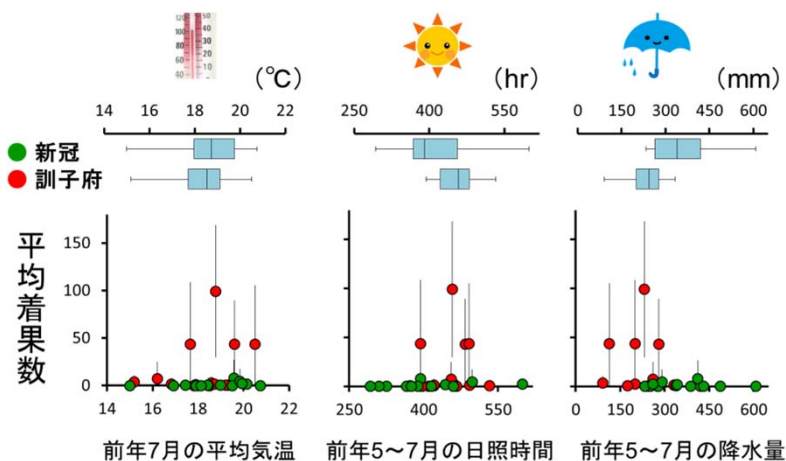 (℃)
(hr)
(mm)
14 16 18 20 22
250 400 550
0 150 300 450 600
新冠
訓子府
平均着果数
150
100
50
0
14 16 18 20 22
250 400 550
0 150 300 450 600
前年7月の平均気温
前年5〜7月の日照時間
前年5〜7月の降水量